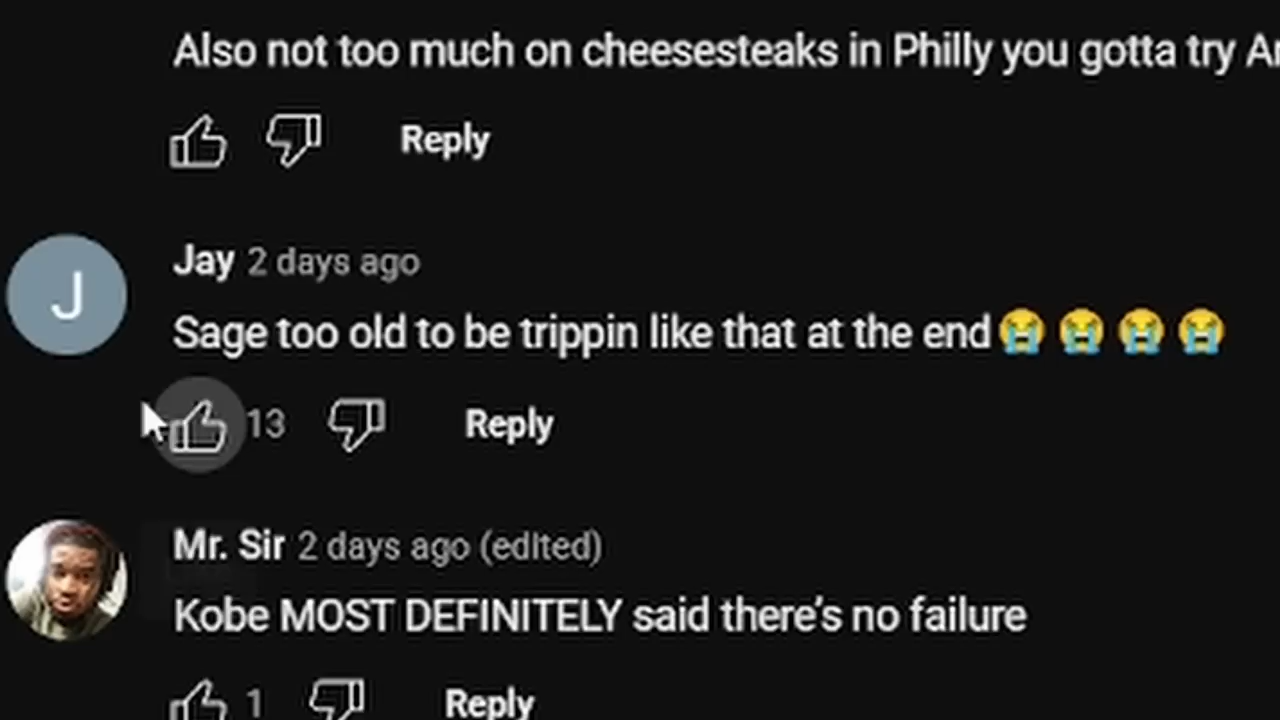 Also not too much on cheesesteaks in Philly you gotta try
Reply
J
Jay 2 days ago
Sage too old to be trippin like that at the end😭😭😭😭
13 Reply
Mr. Sir 2 days ago (edited)
Kobe MOST DEFINITELY said there's no failure
1 Reply